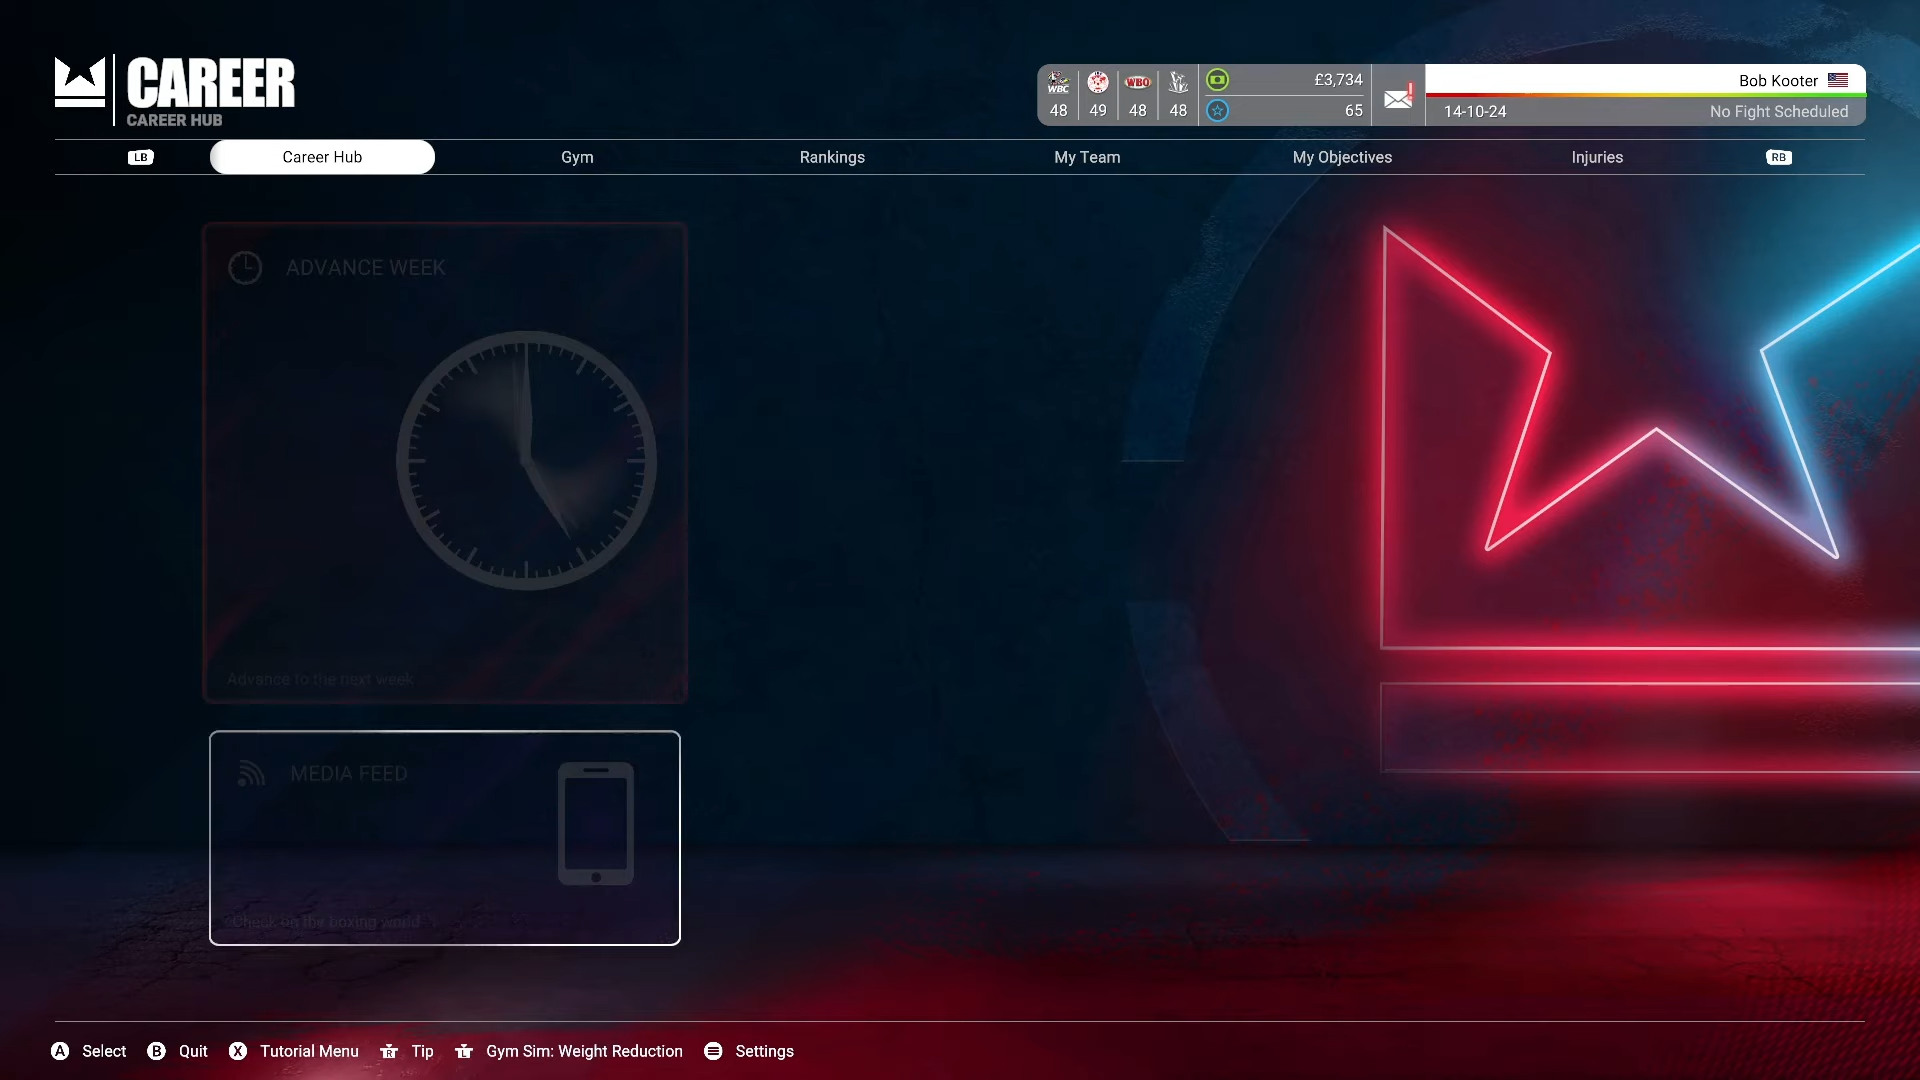 CAREER
CAREER HUB
WBC
WBO
48
49
48
48
£3,734
65
Bob Kooter
14-10-24
No Fight Scheduled
LB
Career Hub
Gym
Rankings
My Team
My Objectives
Injuries
RB
ADVANCE WEEK
Advance to the next week
MEDIA FEED
Check on the boxing world
A Select
B Quit
X Tutorial Menu
R Tip
L Gym Sim: Weight Reduction
Settings